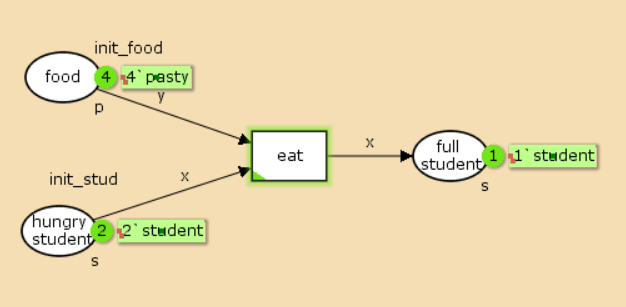 init_food
food
4
4`pasty
p
y
eat
x
full
student
1
1`student
s
init_stud
x
hungry
student
2
2`student
s